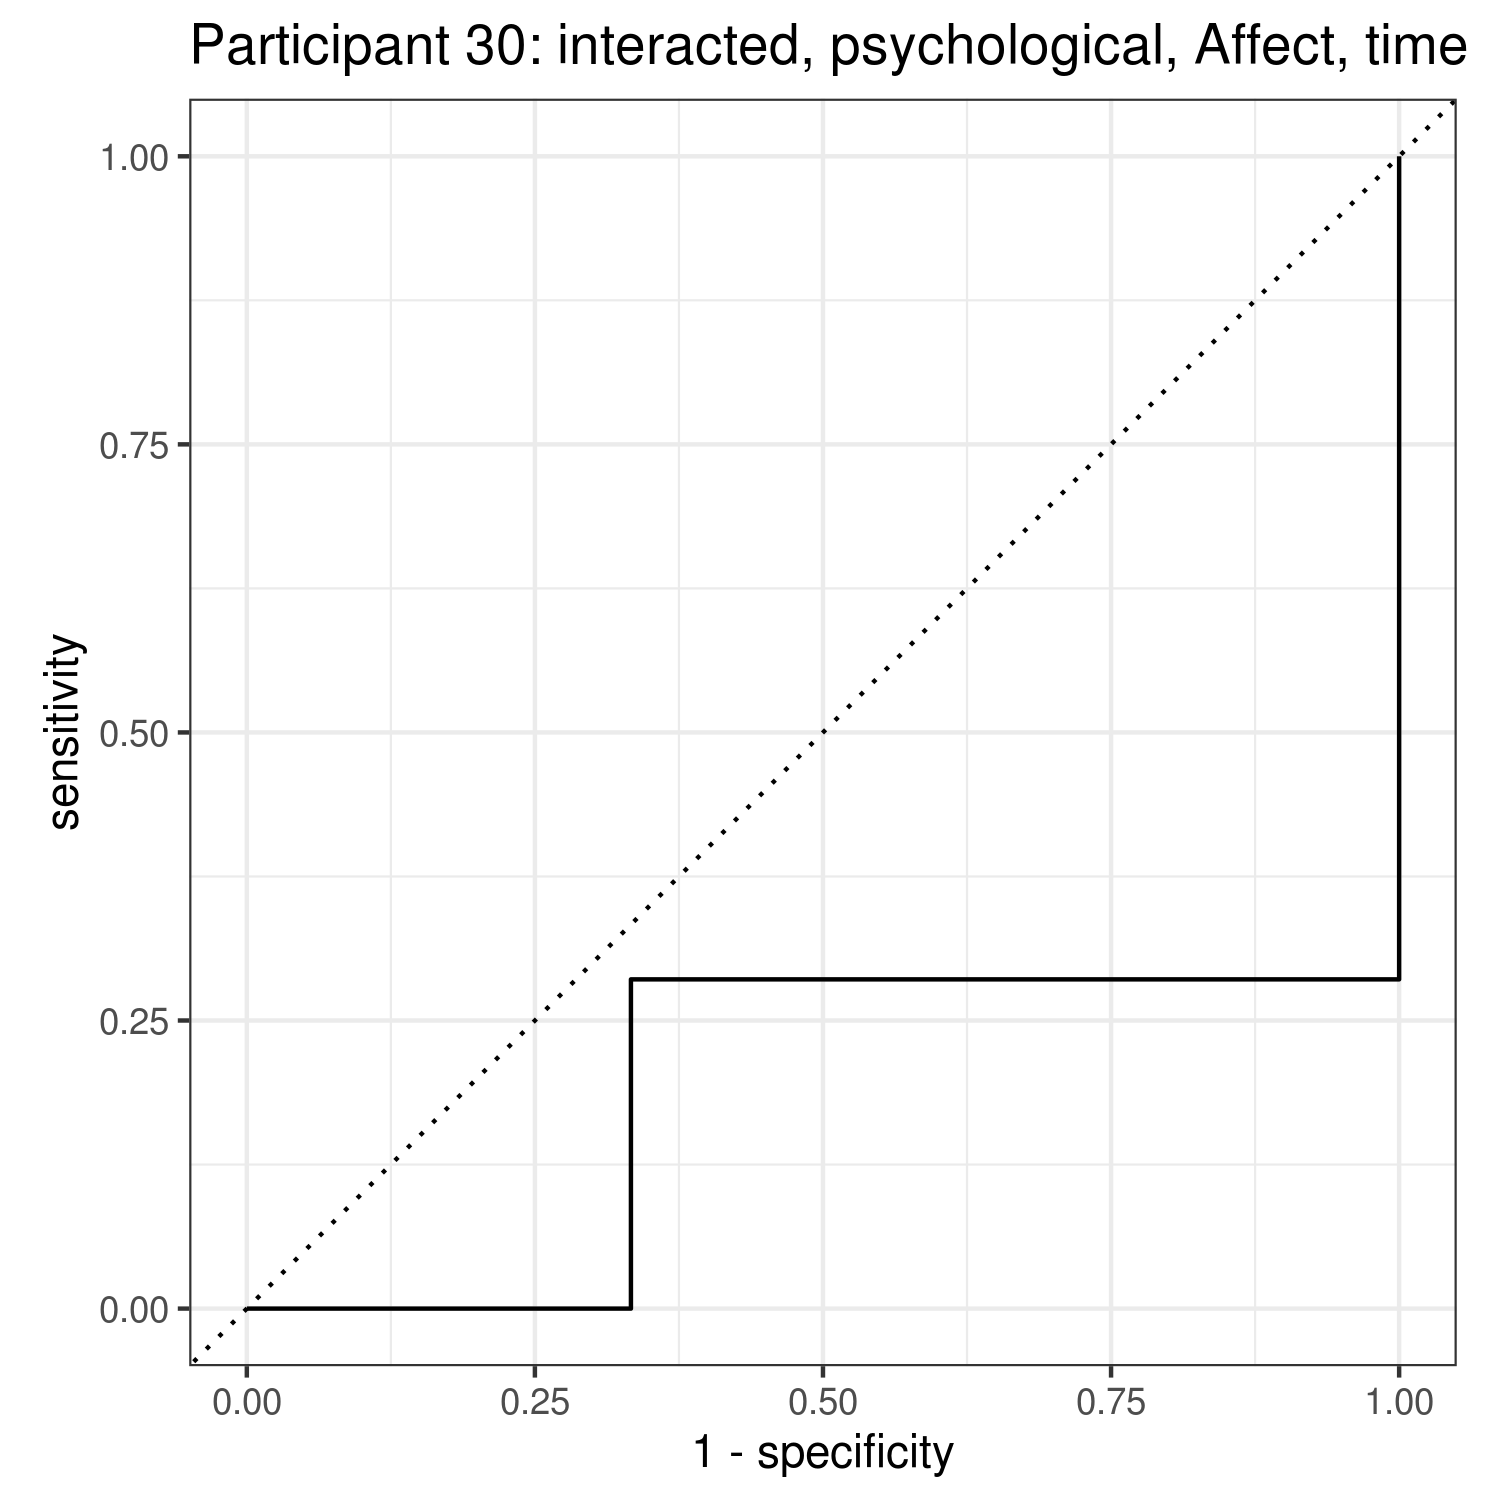 Participant 30: interacted, psychological, Affect, time
1.00
0.75
0.50
0.25
0.00
sensitivity
0.00 0.25 0.50 0.75 1.00
1 - specificity